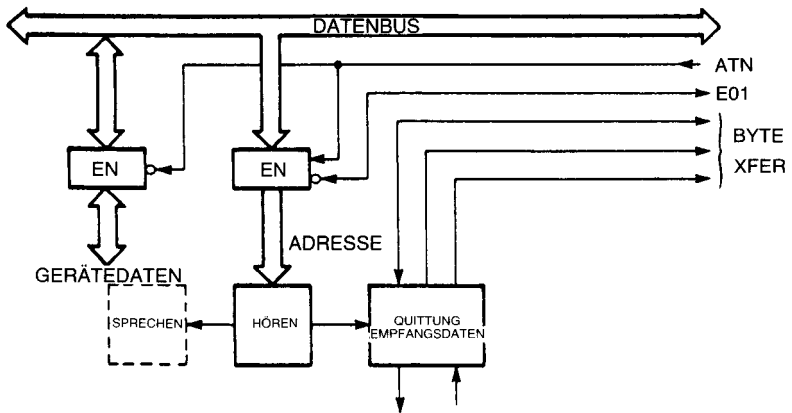 DATENBUS
ATN
E01
BYTE
XFER
EN
EN
ADRESSE
GERÄTEDATEN
SPRECHEN
HÖREN
QUITTUNG
EMPFANGSDATEN